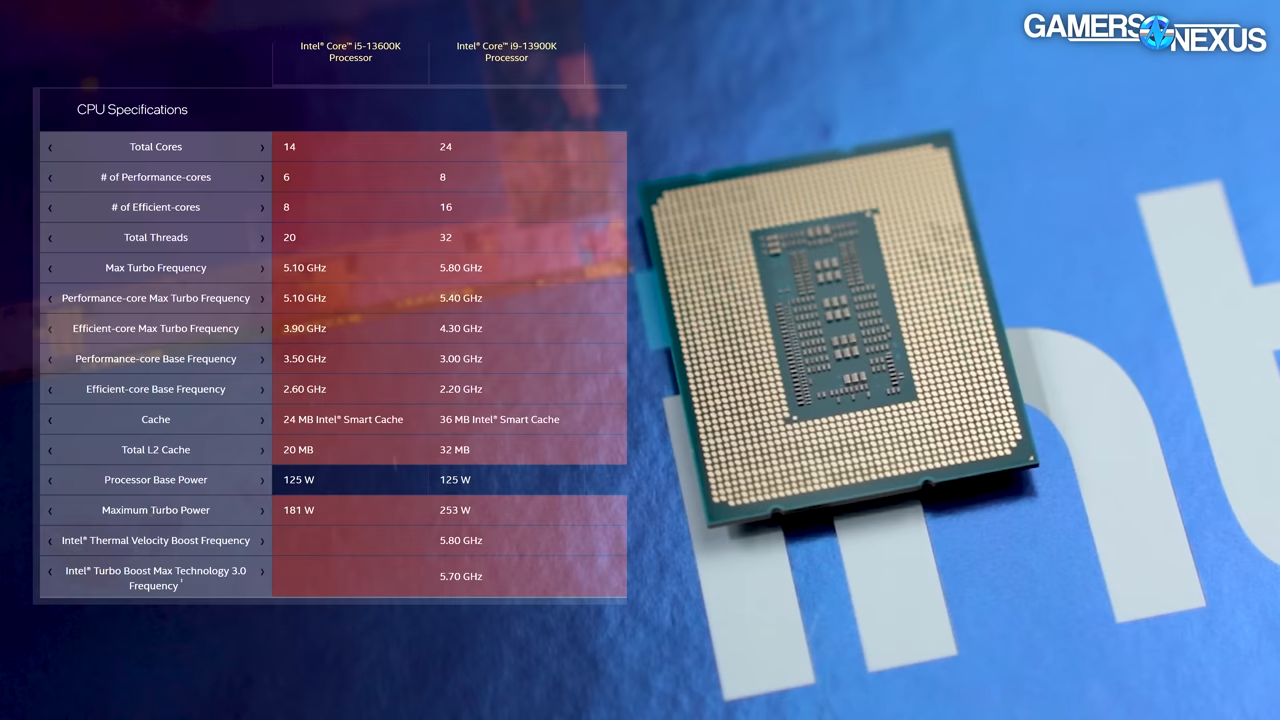 GAMERS NEXUS
Intel® Core™ i5-13600K Processor
Intel® Core™ i9-13900K Processor
CPU Specifications
Total Cores 14 24
# of Performance-cores 6 8
# of Efficient-cores 8 16
Total Threads 20 32
Max Turbo Frequency 5.10 GHz 5.80 GHz
Performance-core Max Turbo Frequency 5.10 GHz 5.40 GHz
Efficient-core Max Turbo Frequency 3.90 GHz 4.30 GHz
Performance-core Base Frequency 3.50 GHz 3.00 GHz
Efficient-core Base Frequency 2.60 GHz 2.20 GHz
Cache 24 MB Intel® Smart Cache 36 MB Intel® Smart Cache
Total L2 Cache 20 MB 32 MB
Processor Base Power 125 W 125 W
Maximum Turbo Power 181 W 253 W
Intel® Thermal Velocity Boost Frequency 5.80 GHz
Intel® Turbo Boost Max Technology 3.0 Frequency 5.70 GHz
int